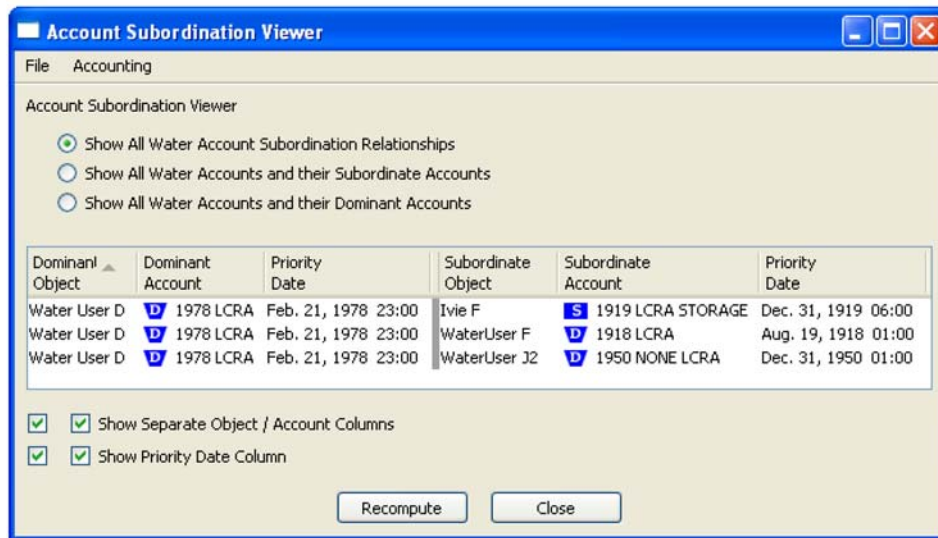 Account Subordination Viewer
File Accounting
Account Subordination Viewer
Show All Water Account Subordination Relationships
Show All Water Accounts and their Subordinate Accounts
Show All Water Accounts and their Dominant Accounts
Dominant Object Dominant Account Priority Date Subordinate Object Subordinate Account Priority Date
Water User D D 1978 LCRA Feb. 21, 1978 23:00 Ivie F S 1919 LCRA STORAGE Dec. 31, 1919 06:00
Water User D D 1978 LCRA Feb. 21, 1978 23:00 WaterUser F D 1918 LCRA Aug. 19, 1918 01:00
Water User D D 1978 LCRA Feb. 21, 1978 23:00 WaterUser J2 D 1950 NONE LCRA Dec. 31, 1950 01:00
Show Separate Object / Account Columns
Show Priority Date Column
Recompute Close